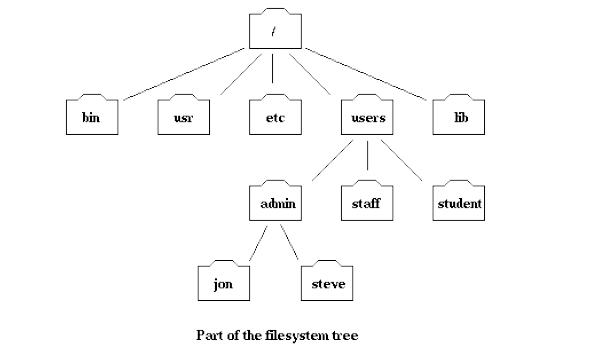 /
bin usr etc users lib
admin staff student
jon steve
Part of the filesystem tree